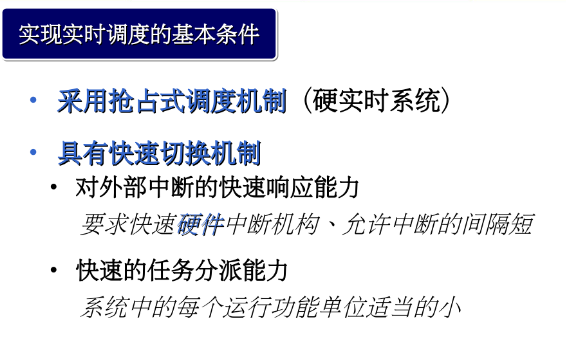 实现实时调度的基本条件
• 采用抢占式调度机制（硬实时系统）
• 具有快速切换机制
• 对外部中断的快速响应能力
要求快速硬件中断机构、允许中断的间隔短
• 快速的任务分派能力
系统中的每个运行功能单位适当的小